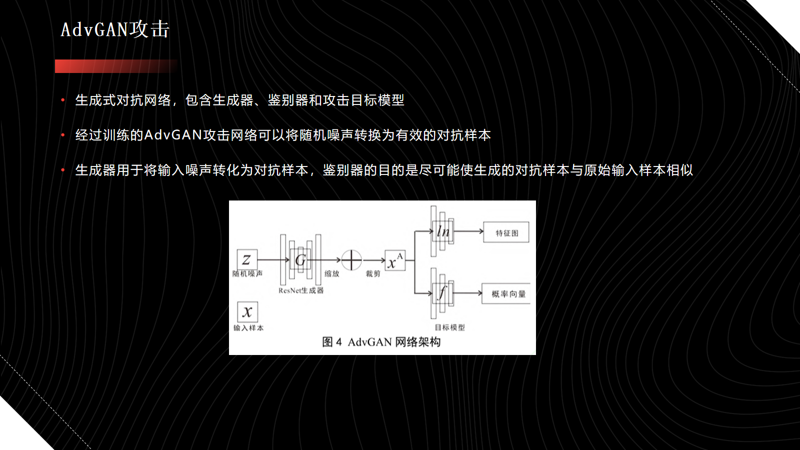 AdvGAN攻击
• 生成式对抗网络，包含生成器、鉴别器和攻击目标模型
• 经过训练的AdvGAN攻击网络可以将随机噪声转换为有效的对抗样本
• 生成器用于将输入噪声转化为对抗样本，鉴别器的目的是尽可能使生成的对抗样本与原始输入样本相似
ln
特征图
z
G
xᴬ
随机噪声
缩放
裁剪
ResNet生成器
f
概率向量
x
输入样本
目标模型
图 4 AdvGAN 网络架构